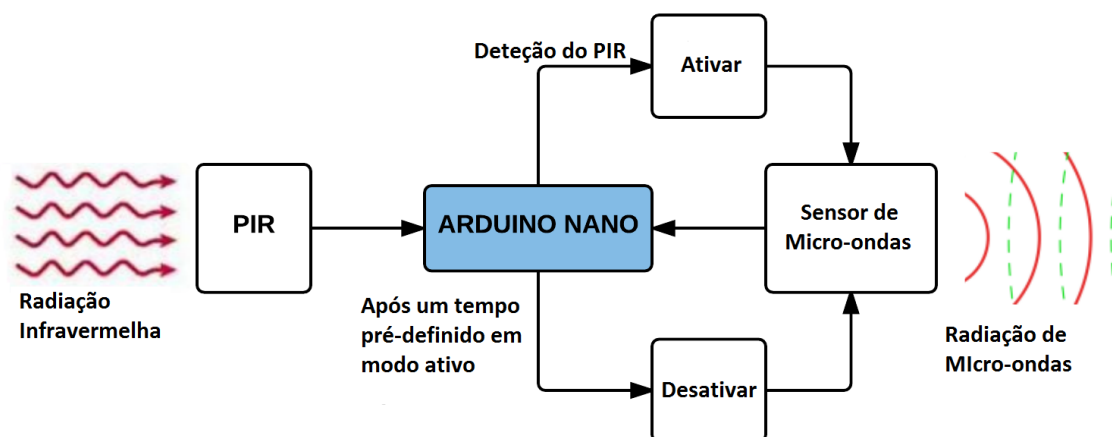 Deteção do PIR
Ativar
PIR
ARDUINO NANO
Sensor de
Micro-ondas
Radiação
Infravermelha
Após um tempo
pré-definido em
modo ativo
Desativar
Radiação de
MIcro-ondas